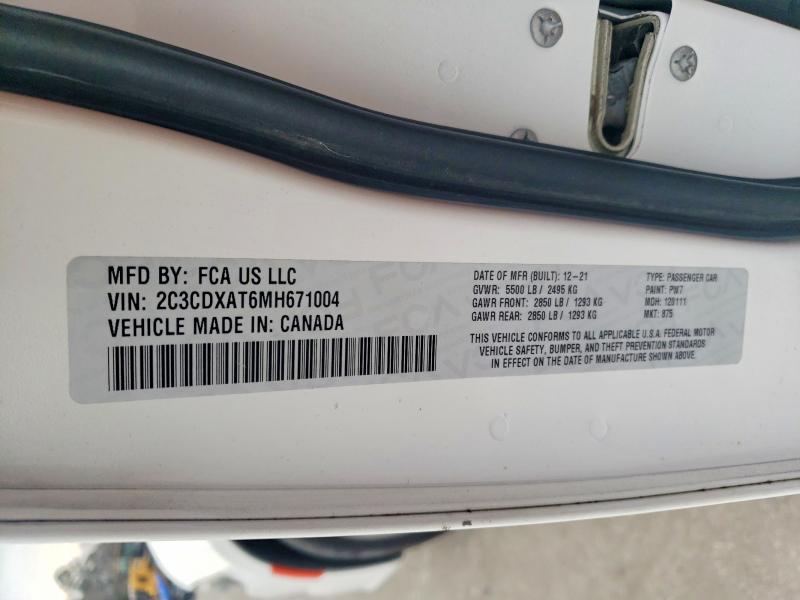 MFD BY: FCA US LLC
VIN: 2C3CDXAT6MH671004
VEHICLE MADE IN: CANADA
DATE OF MFR (BUILT): 12-21
GVWR: 5500 LB / 2495 KG
GAWR FRONT: 2850 LB / 1293 KG
GAWR REAR: 2850 LB / 1293 KG
TYPE: PASSENGER CAR
PAINT: PW7
MDH: 120111
MKT: 875
THIS VEHICLE CONFORMS TO ALL APPLICABLE U.S.A. FEDERAL MOTOR
VEHICLE SAFETY, BUMPER, AND THEFT PREVENTION STANDARDS
IN EFFECT ON THE DATE OF MANUFACTURE SHOWN ABOVE.